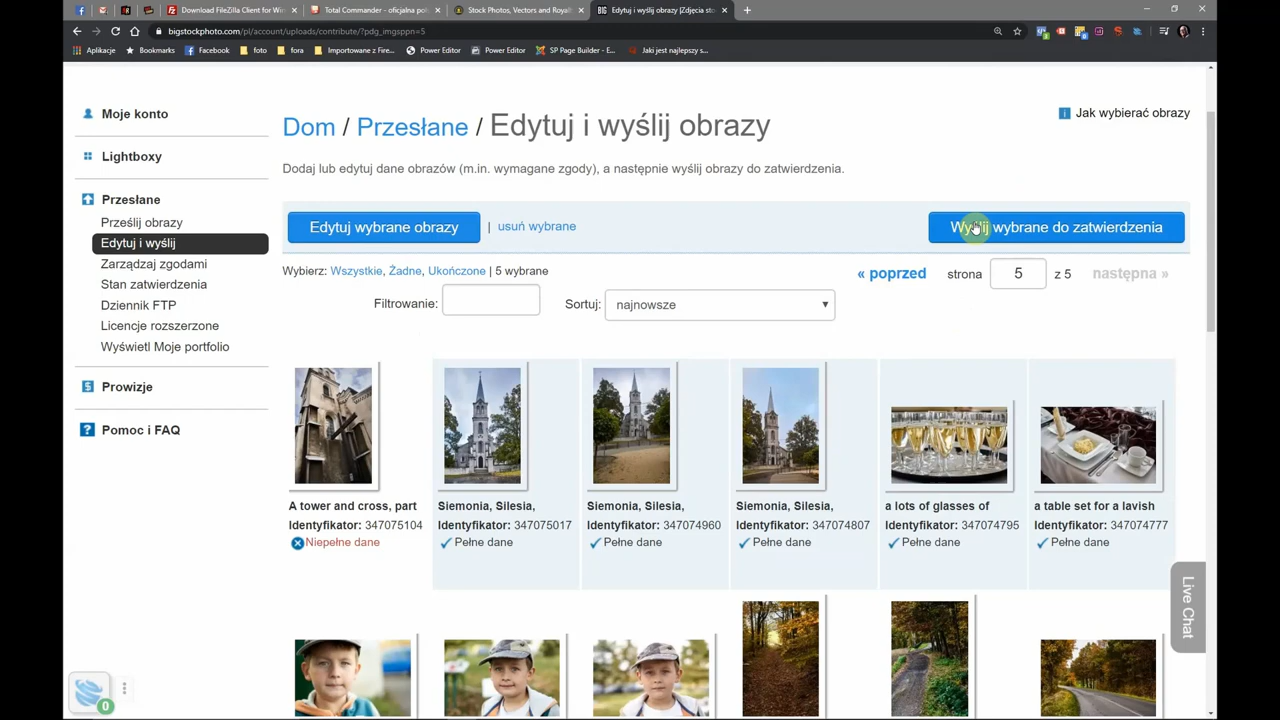 Download FileZilla Client for Win
Total Commander - oficjalna pol
Stock Photos, Vectors and Royalt
BIG Edytuj i wyślij obrazy |Zdjęcia sto
bigstockphoto.com/pl/account/uploads/contribute/?pdg_imgsppn=5
Aplikacje
Bookmarks
Facebook
foto
fora
Importowane z Fire...
Power Editor
Power Editor
SP Page Builder - E...
Jaki jest najlepszy s...
Moje konto
Lightboxy
Przesłane
Prześlij obrazy
Edytuj i wyślij
Zarządzaj zgodami
Stan zatwierdzenia
Dziennik FTP
Licencje rozszerzone
Wyświetl Moje portfolio
Prowizje
Pomoc i FAQ
Dom / Przesłane / Edytuj i wyślij obrazy
Jak wybierać obrazy
Dodaj lub edytuj dane obrazów (m.in. wymagane zgody), a następnie wyślij obrazy do zatwierdzenia.
Edytuj wybrane obrazy | usuń wybrane
Wyślij wybrane do zatwierdzenia
Wybierz: Wszystkie, Żadne, Ukończone | 5 wybrane
« poprzed strona 5 z 5 następna »
Filtrowanie:
Sortuj: najnowsze
A tower and cross, part
Identyfikator: 347075104
Niepełne dane
Siemonia, Silesia,
Identyfikator: 347075017
Pełne dane
Siemonia, Silesia,
Identyfikator: 347074960
Pełne dane
Siemonia, Silesia,
Identyfikator: 347074807
Pełne dane
a lots of glasses of
Identyfikator: 347074795
Pełne dane
a table set for a lavish
Identyfikator: 347074777
Pełne dane
Live Chat
0